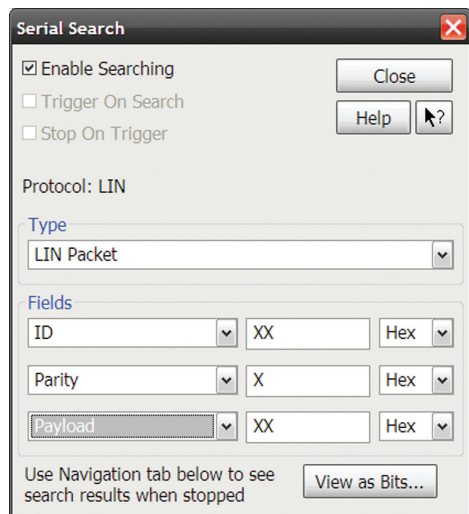 Serial Search
Enable Searching
Close
Trigger On Search
Help
?
Stop On Trigger
Protocol: LIN
Type
LIN Packet
Fields
ID XX Hex
Parity X Hex
Payload XX Hex
Use Navigation tab below to see
search results when stopped
View as Bits...